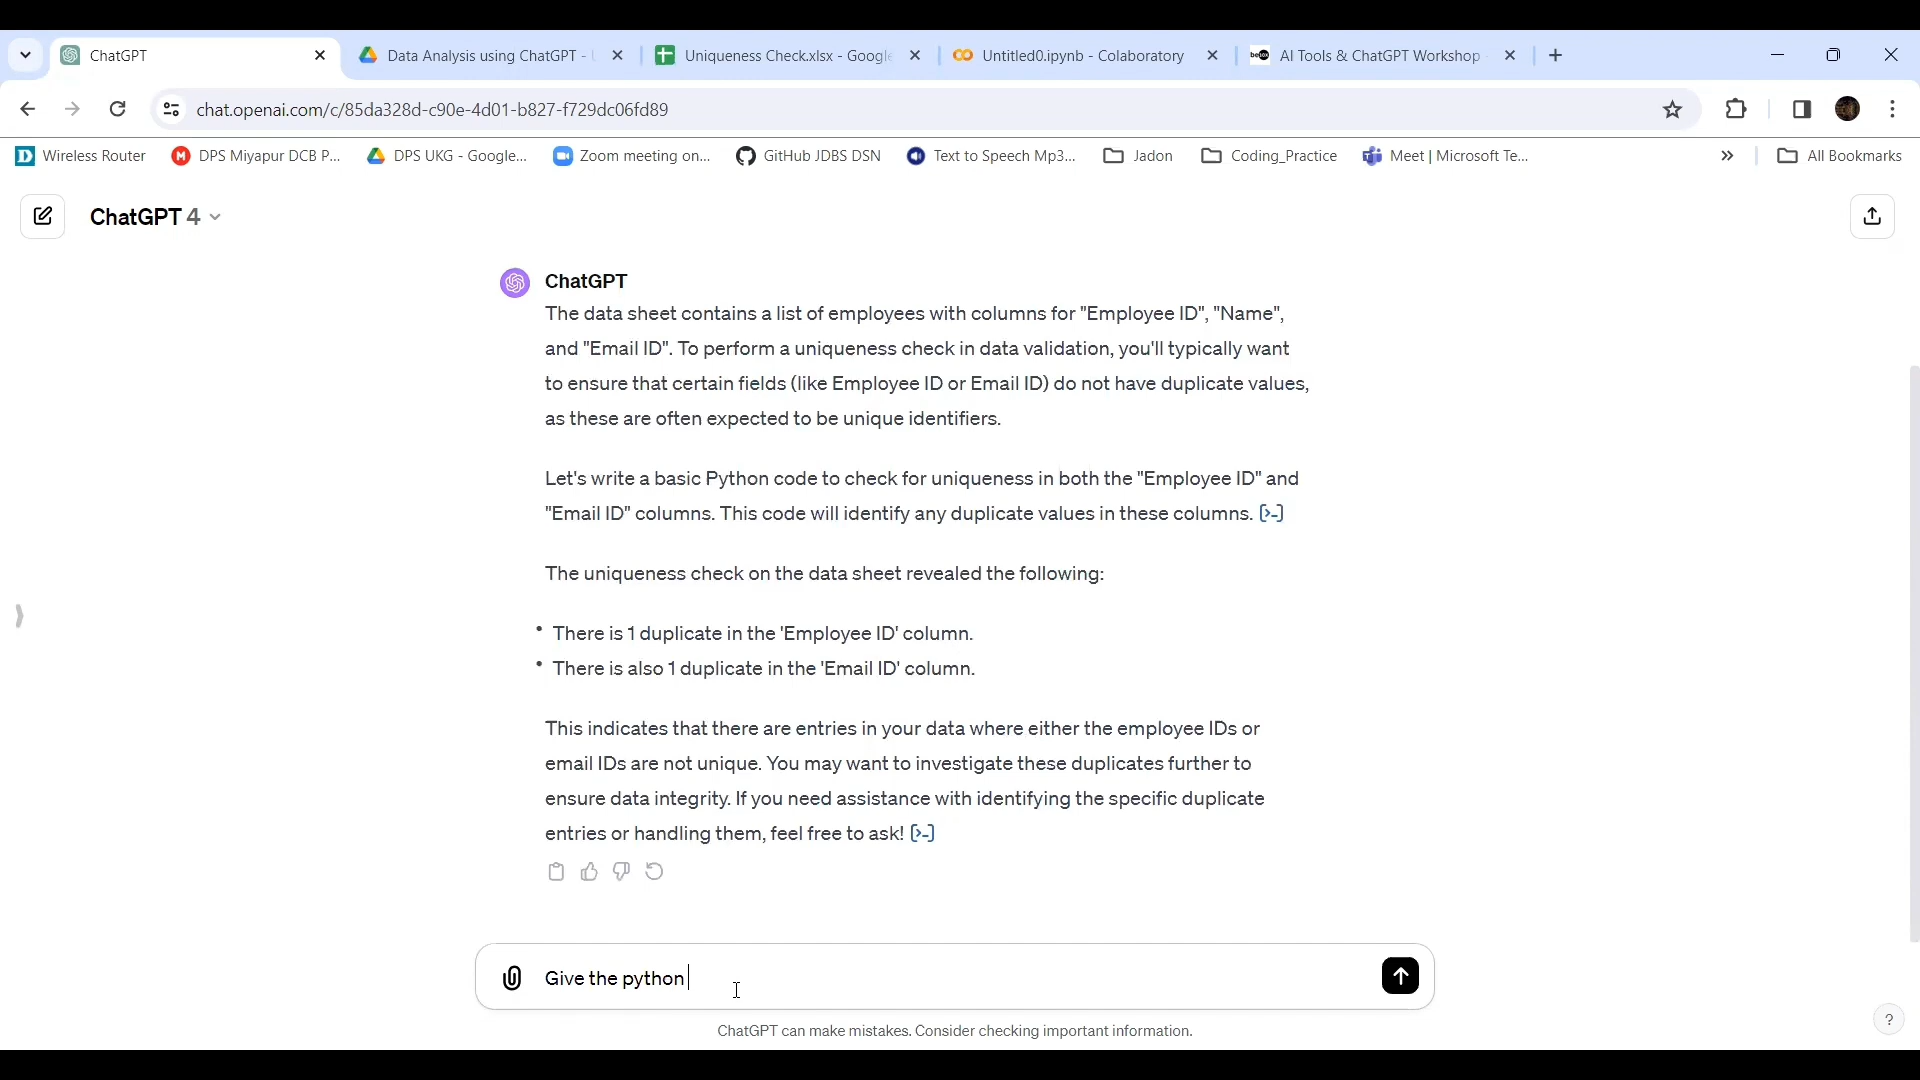 ChatGPT
Data Analysis using ChatGPT -
Uniqueness Check.xlsx - Google
Untitled0.ipynb - Colaboratory
be10x
AI Tools & ChatGPT Workshop
chat.openai.com/c/85da328d-c90e-4d01-b827-f729dc06fd89
D Wireless Router
M DPS Miyapur DCB P...
DPS UKG - Google...
Zoom meeting on...
GitHub JDBS DSN
Text to Speech Mp3...
Jadon
Coding_Practice
Meet | Microsoft Te...
All Bookmarks
ChatGPT 4
ChatGPT
The data sheet contains a list of employees with columns for "Employee ID", "Name",
and "Email ID". To perform a uniqueness check in data validation, you'll typically want
to ensure that certain fields (like Employee ID or Email ID) do not have duplicate values,
as these are often expected to be unique identifiers.
Let's write a basic Python code to check for uniqueness in both the "Employee ID" and
"Email ID" columns. This code will identify any duplicate values in these columns. [>-]
The uniqueness check on the data sheet revealed the following:
• There is 1 duplicate in the 'Employee ID' column.
• There is also 1 duplicate in the 'Email ID' column.
This indicates that there are entries in your data where either the employee IDs or
email IDs are not unique. You may want to investigate these duplicates further to
ensure data integrity. If you need assistance with identifying the specific duplicate
entries or handling them, feel free to ask! [>-]
Give the python
ChatGPT can make mistakes. Consider checking important information.
?